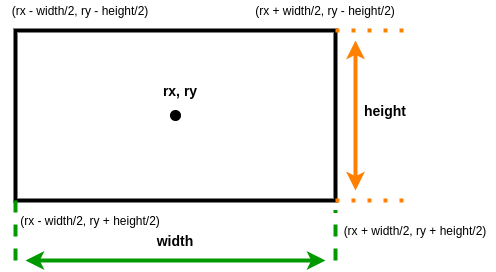 (rx - width/2, ry - height/2)
(rx + width/2, ry - height/2)
rx, ry
height
(rx - width/2, ry + height/2)
(rx + width/2, ry + height/2)
width